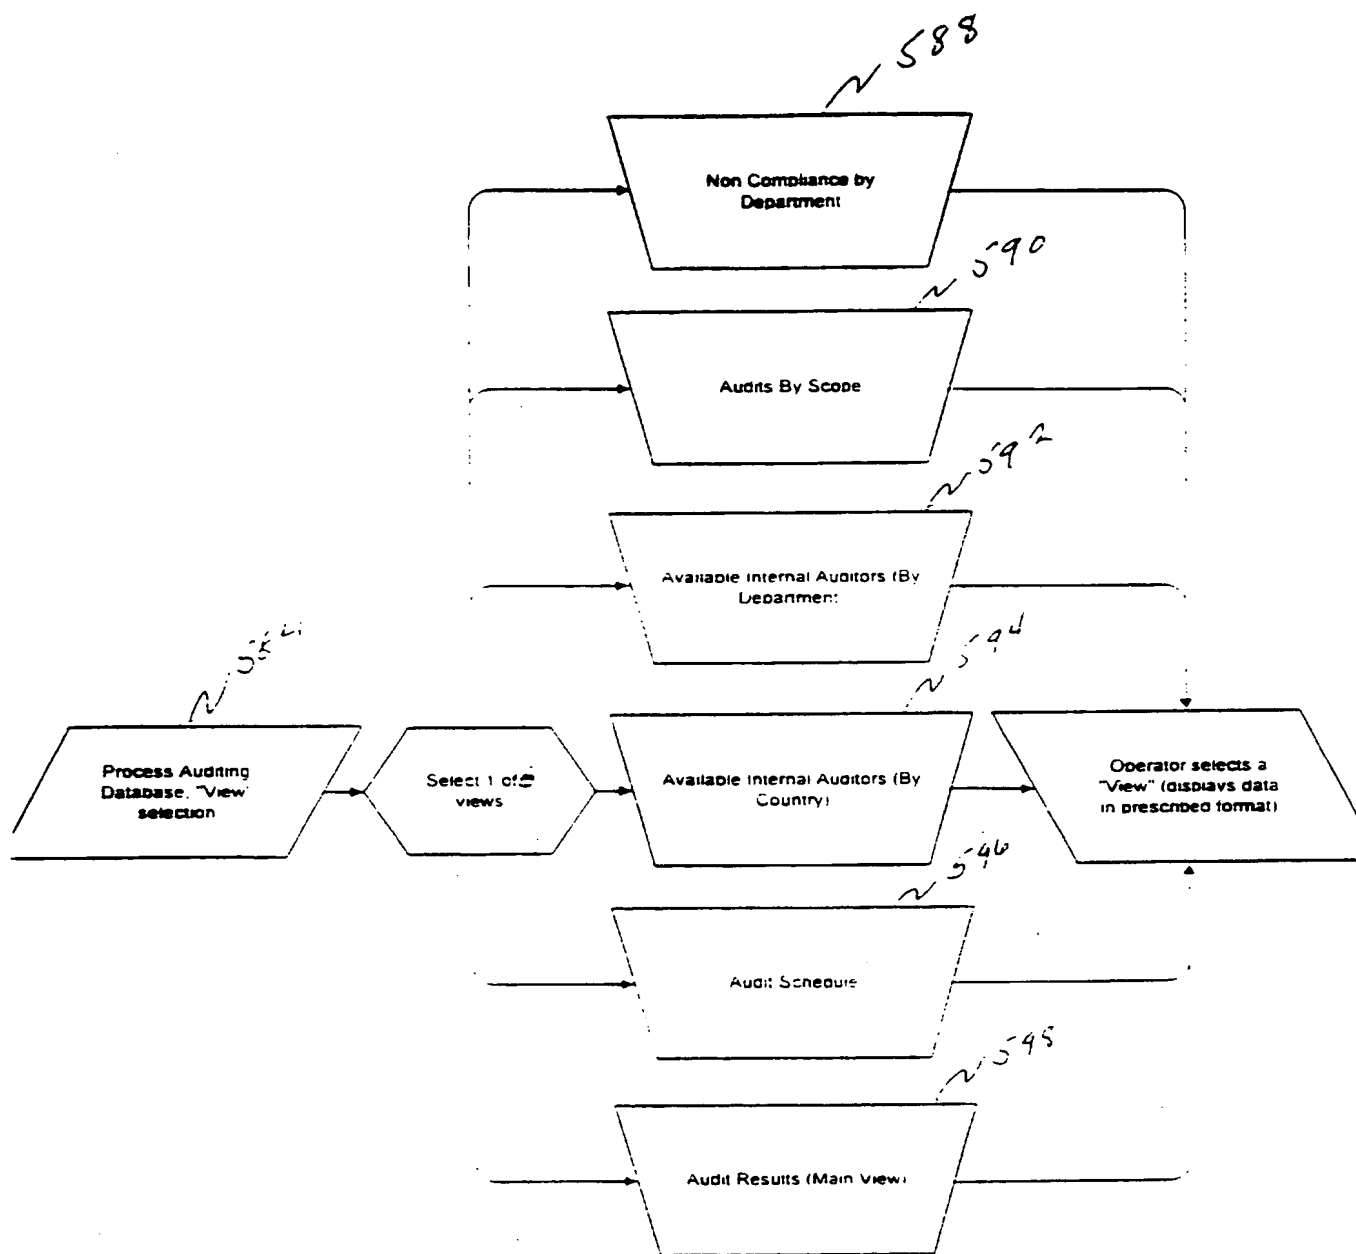 588
Non Compliance by
Department
590
Audits By Scope
592
Available Internal Auditors (By
Department
594
Process Auditing
Database, "View"
selection
Select 1 of
views
Available Internal Auditors (By
Country)
Operator selects a
"View" (displays data
in prescribed format)
596
Audit Schedule
598
Audit Results (Main View)